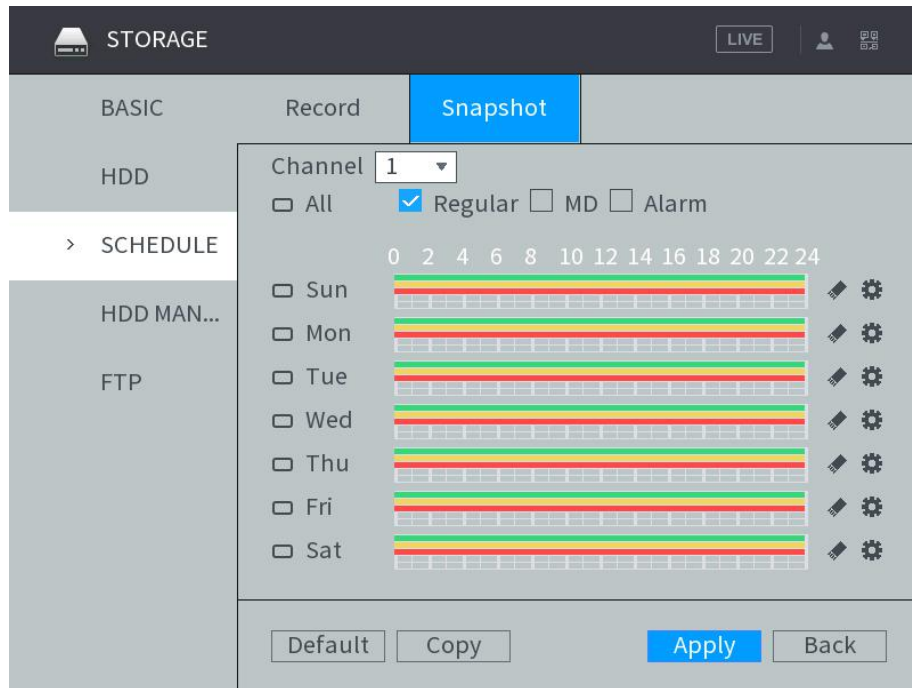 STORAGE LIVE
BASIC Record Snapshot
HDD Channel 1
All Regular MD Alarm
SCHEDULE
0 2 4 6 8 10 12 14 16 18 20 22 24
Sun
HDD MAN...
Mon
FTP Tue
Wed
Thu
Fri
Sat
Default Copy Apply Back